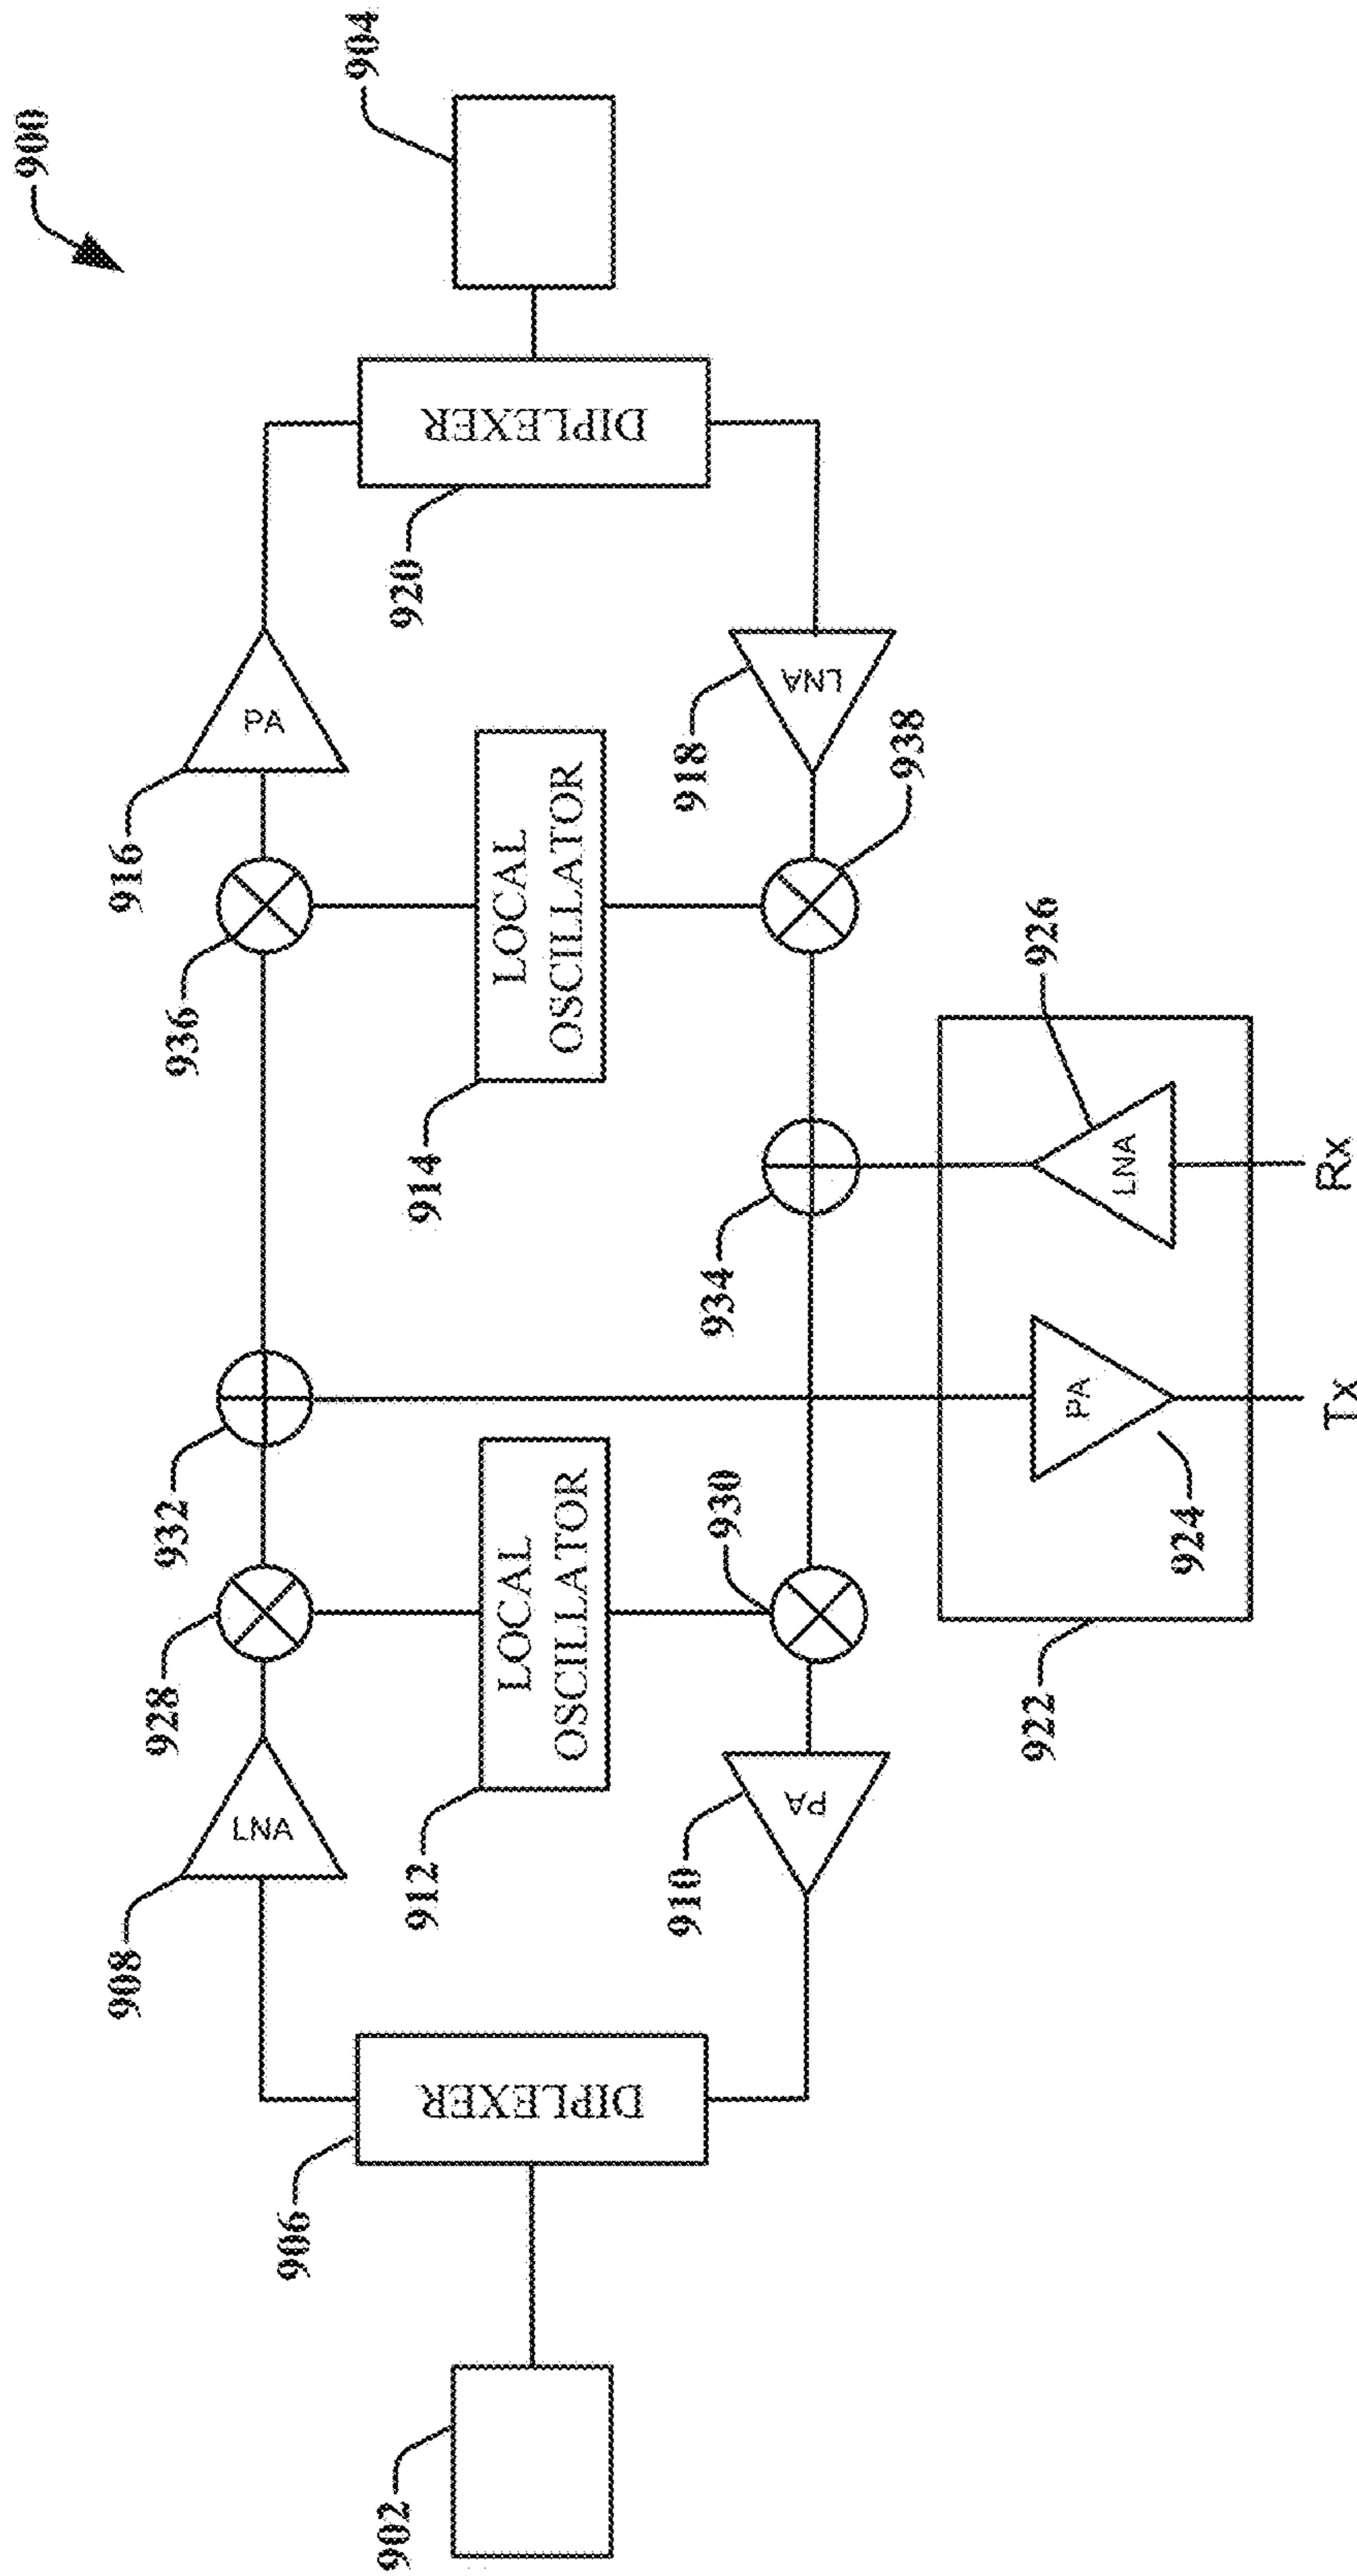 900
904
DIPLEXER
920
PA
916
936
LOCAL
OSCILLATOR
914
LNA
918
938
926
LNA
Rx
934
932
PA
924
Tx
922
928
LOCAL
OSCILLATOR
912
930
LNA
908
PA
910
DIPLEXER
906
902